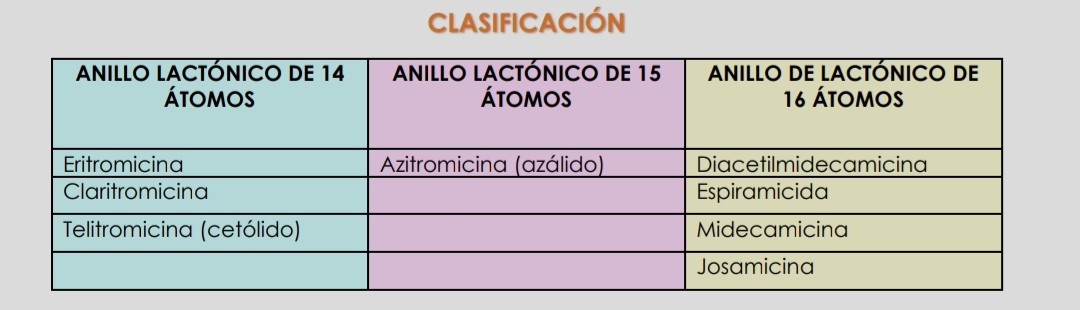 CLASIFICACIÓN
ANILLO LACTÓNICO DE 14
ÁTOMOS
ANILLO LACTÓNICO DE 15
ÁTOMOS
ANILLO DE LACTÓNICO DE
16 ÁTOMOS
Eritromicina
Azitromicina (azálido)
Diacetilmidecamicina
Claritromicina
Espiramicida
Telitromicina (cetólido)
Midecamicina
Josamicina